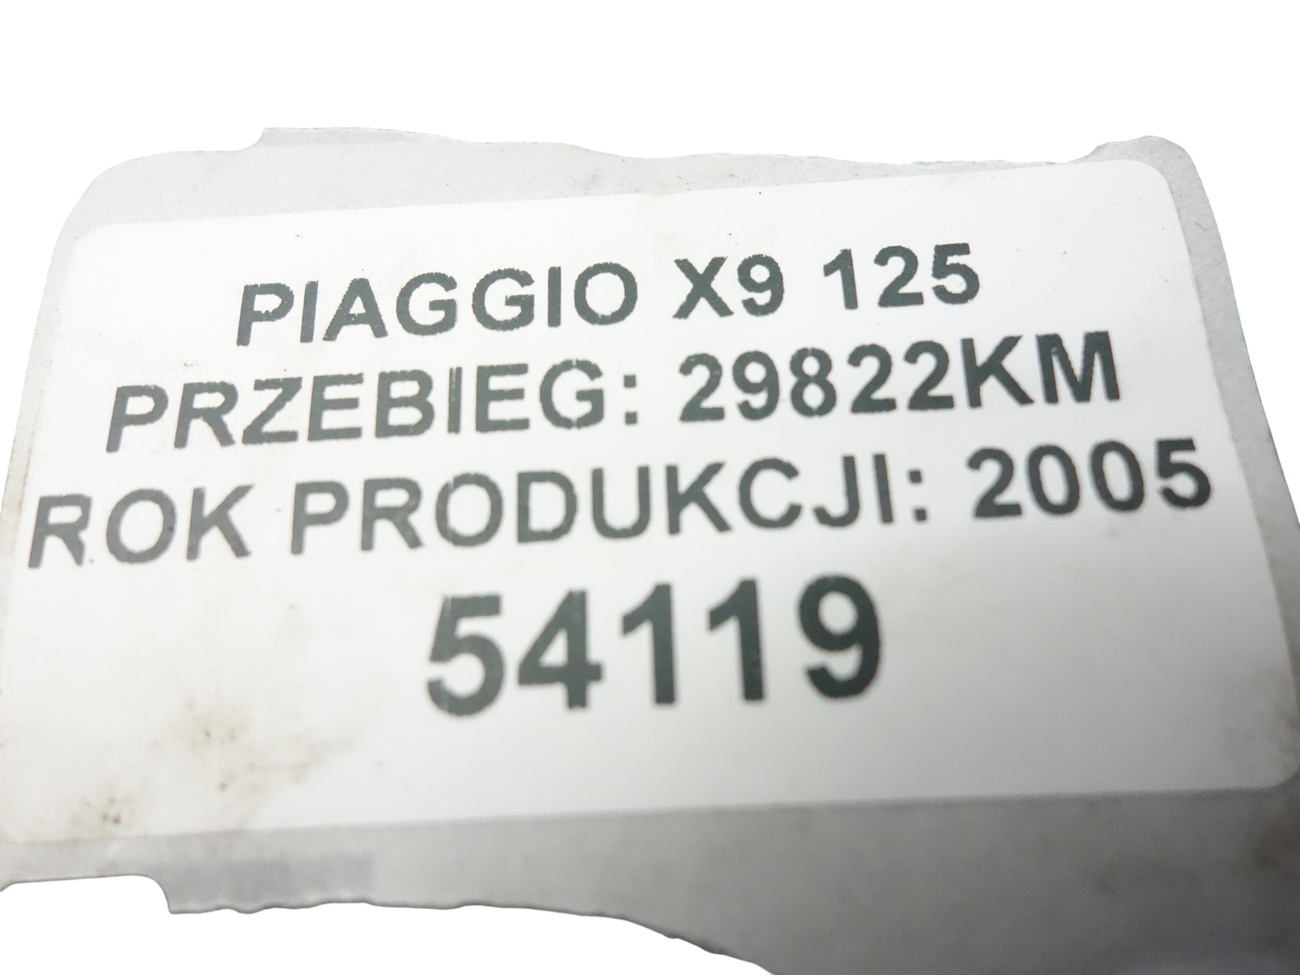 PIAGGIO X9 125
PRZEBIEG: 29822KM
ROK PRODUKCJI: 2005
54119